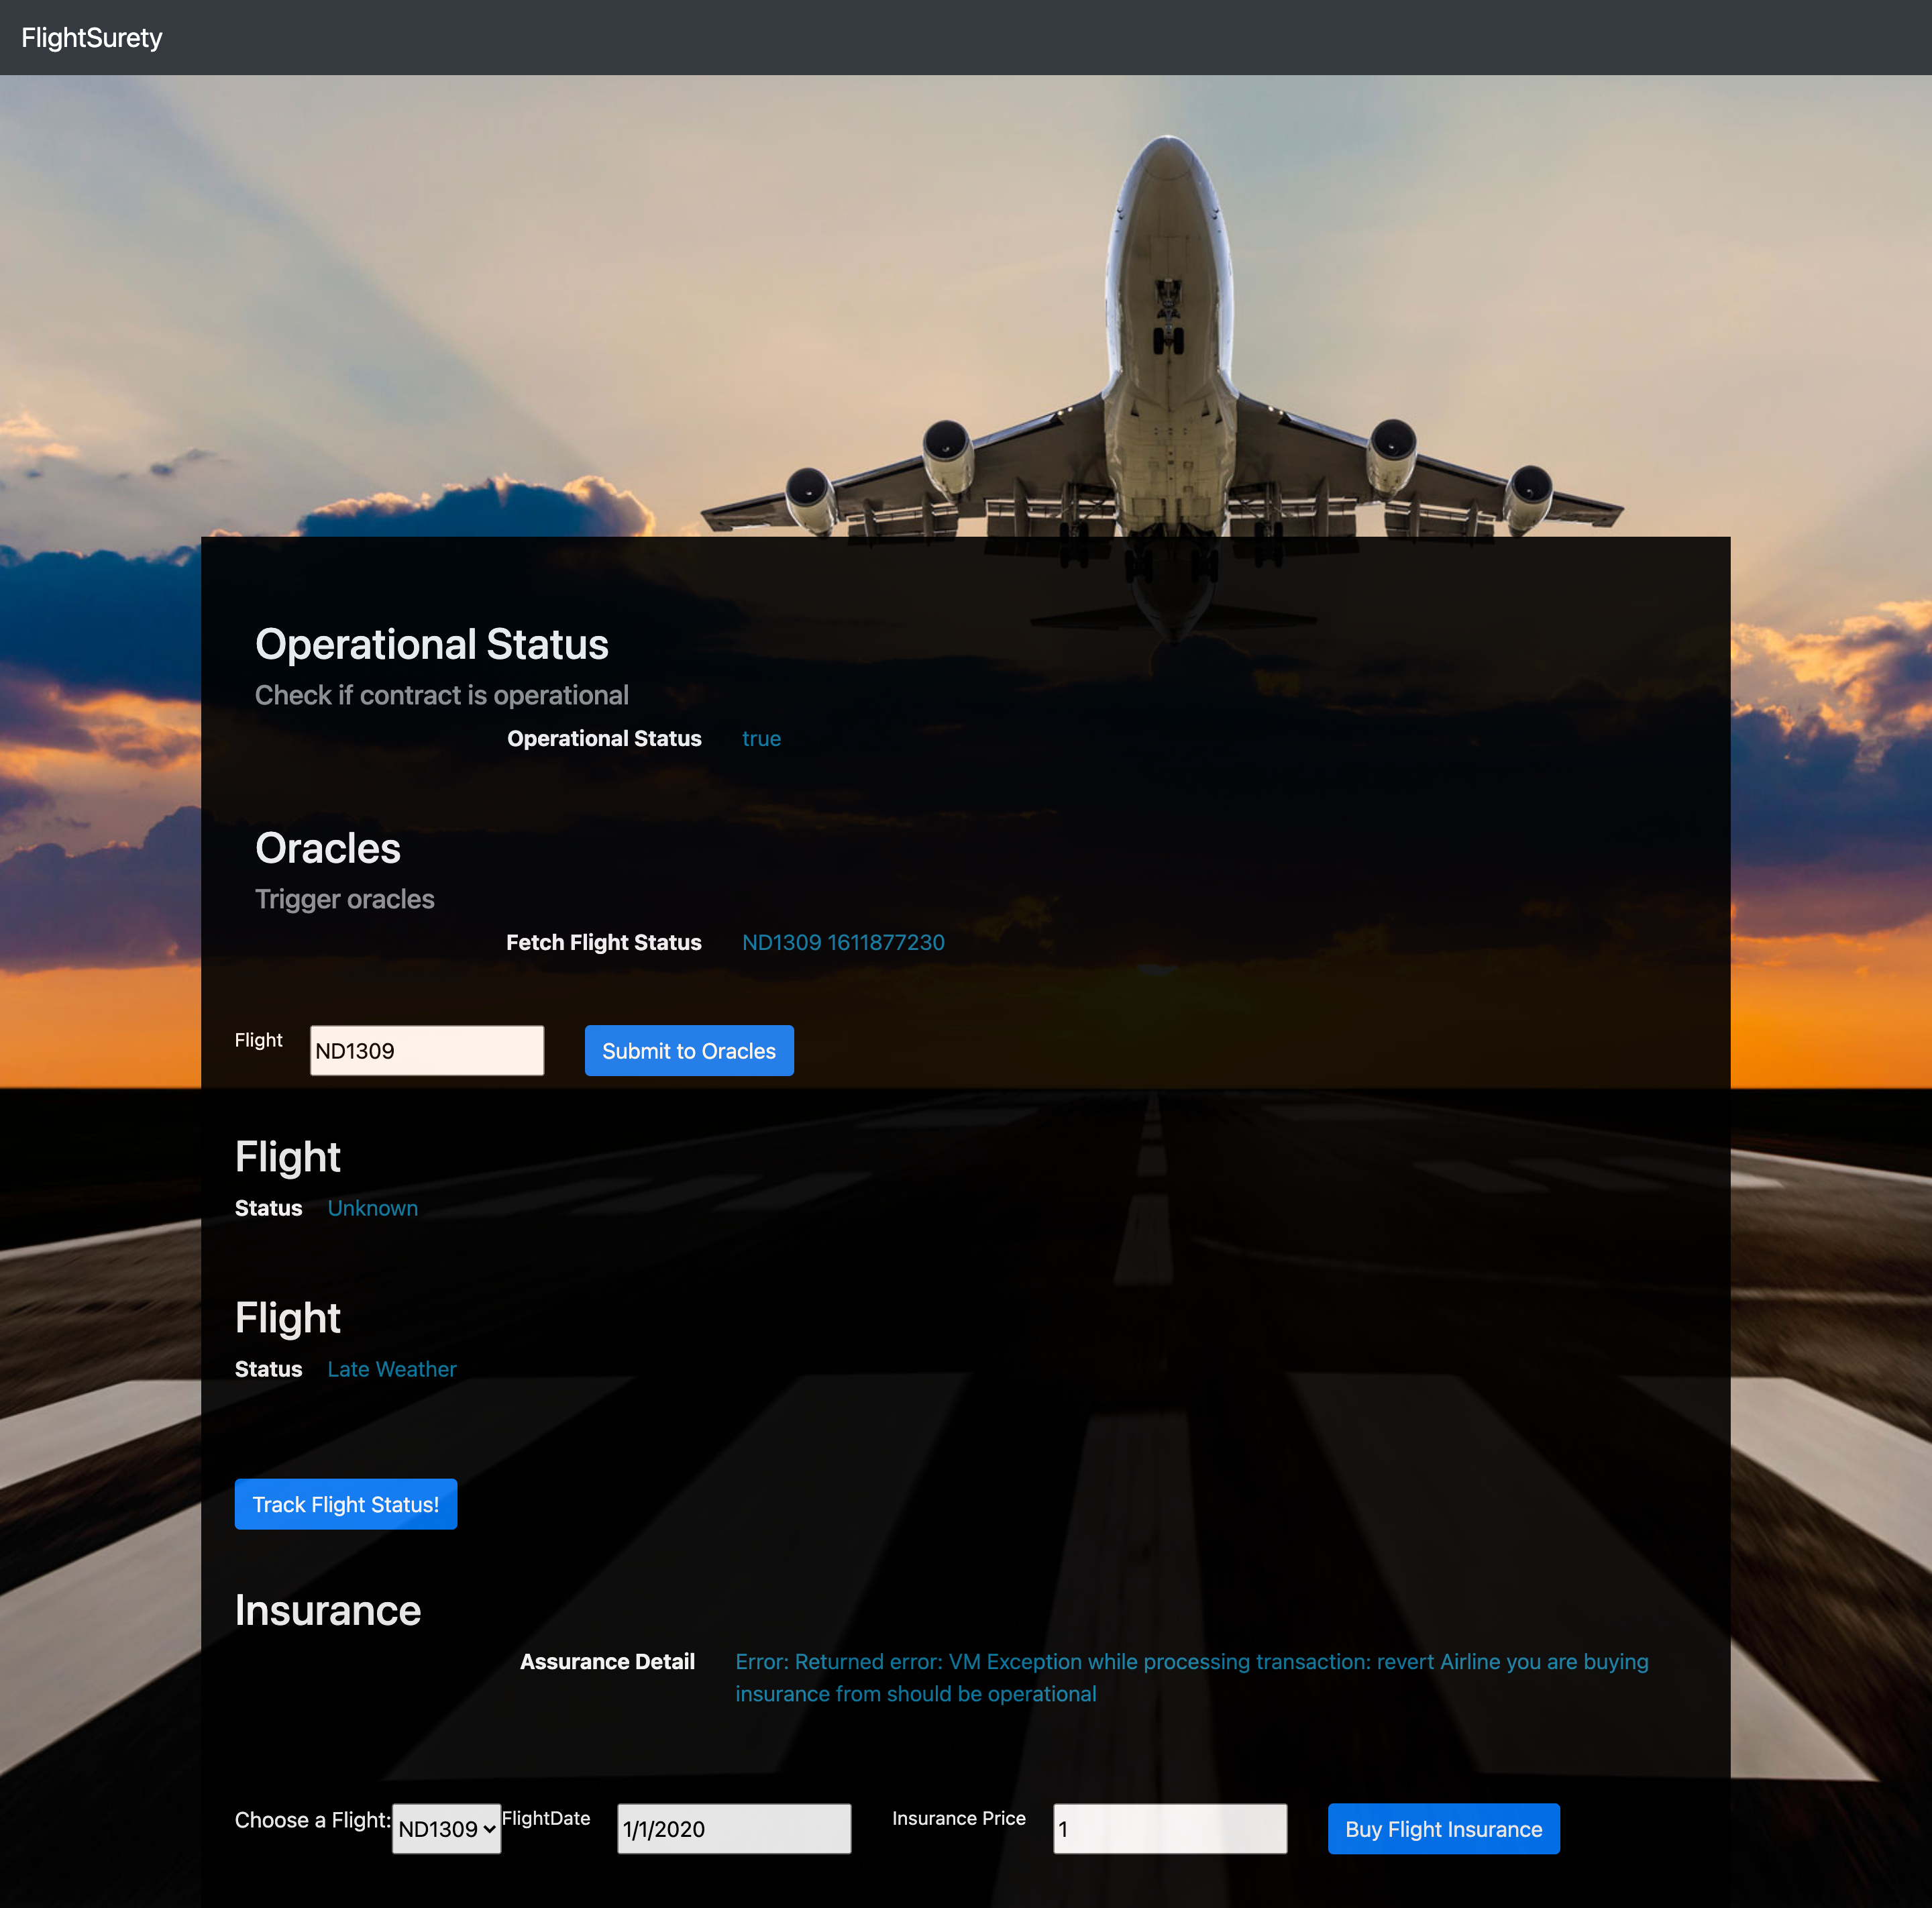 FlightSurety
Operational Status
Check if contract is operational
Operational Status true
Oracles
Trigger oracles
Fetch Flight Status ND1309 1611877230
Flight ND1309 Submit to Oracles
Flight
Status Unknown
Flight
Status Late Weather
Track Flight Status!
Insurance
Assurance Detail Error: Returned error: VM Exception while processing transaction: revert Airline you are buying
insurance from should be operational
Choose a Flight: ND1309 FlightDate 1/1/2020 Insurance Price 1 Buy Flight Insurance